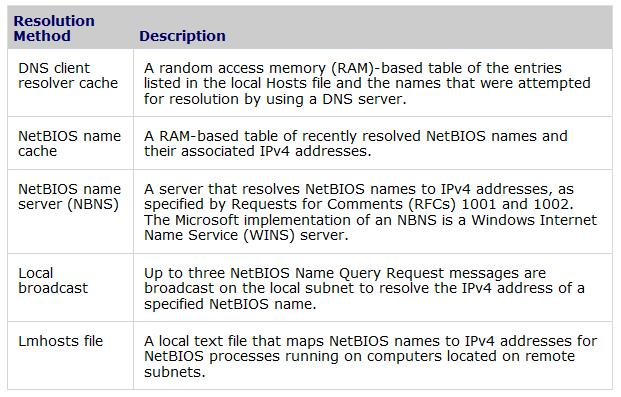 Resolution
Method
Description
DNS client
resolver cache
A random access memory (RAM)-based table of the entries
listed in the local Hosts file and the names that were attempted
for resolution by using a DNS server.
NetBIOS name
cache
A RAM-based table of recently resolved NetBIOS names and
their associated IPv4 addresses.
NetBIOS name
server (NBNS)
A server that resolves NetBIOS names to IPv4 addresses, as
specified by Requests for Comments (RFCs) 1001 and 1002.
The Microsoft implementation of an NBNS is a Windows Internet
Name Service (WINS) server.
Local
broadcast
Up to three NetBIOS Name Query Request messages are
broadcast on the local subnet to resolve the IPv4 address of a
specified NetBIOS name.
Lmhosts file
A local text file that maps NetBIOS names to IPv4 addresses for
NetBIOS processes running on computers located on remote
subnets.